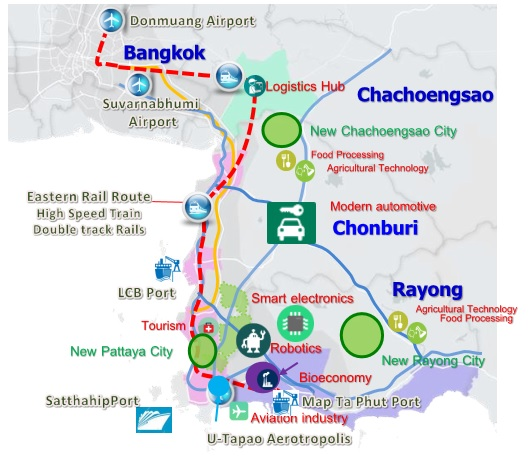 Donmuang Airport
Bangkok
Suvarnabhumi
Airport
Logistics Hub
Chachoengsao
New Chachoengsao City
Food Processing
Agricultural Technology
Eastern Rail Route
High Speed Train
Double track Rails
Modern automotive
Chonburi
LCB Port
Rayong
Smart electronics
Agricultural Technology
Food Processing
Tourism
New Pattaya City
Robotics
New Rayong City
Bioeconomy
SatthahipPort
Map Ta Phut Port
Aviation industry
U-Tapao Aerotropolis